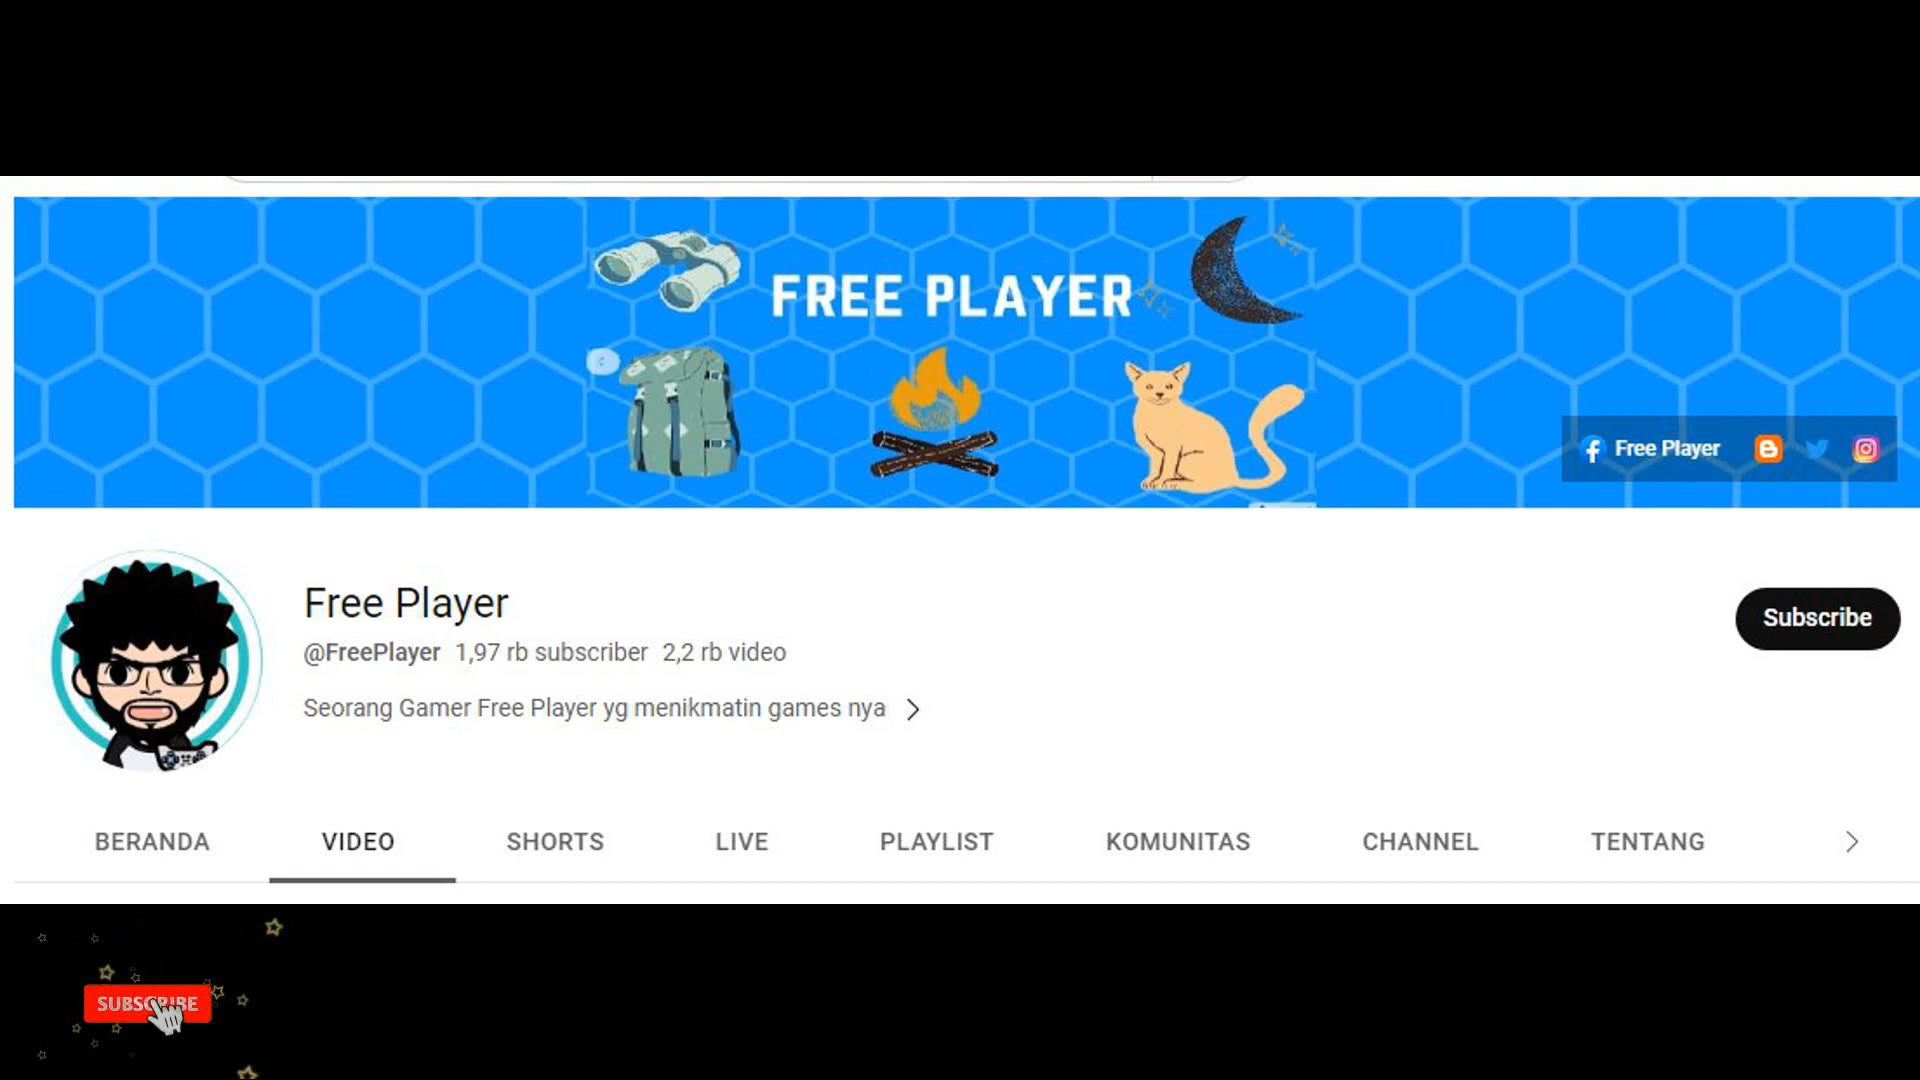 FREE PLAYER
Free Player
Free Player
Subscribe
@FreePlayer 1,97 rb subscriber 2,2 rb video
Seorang Gamer Free Player yg menikmatin games nya
BERANDA VIDEO SHORTS LIVE PLAYLIST KOMUNITAS CHANNEL TENTANG
SUBSCRIBE